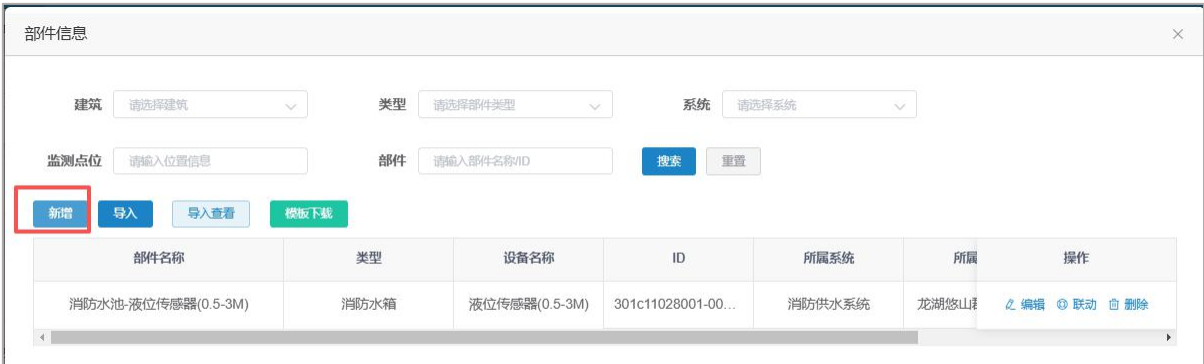 部件信息
建筑 请选择建筑 类型 请选择部件类型 系统 请选择系统
监测点位 请输入位置信息 部件 请输入部件名称/ID 搜索 重置
新增 导入 导入查看 模板下载
部件名称 类型 设备名称 ID 所属系统 所属 操作
消防水池-液位传感器(0.5-3M) 消防水箱 液位传感器(0.5-3M) 301c11028001-00... 消防供水系统 龙湖悠山 编辑 联动 删除